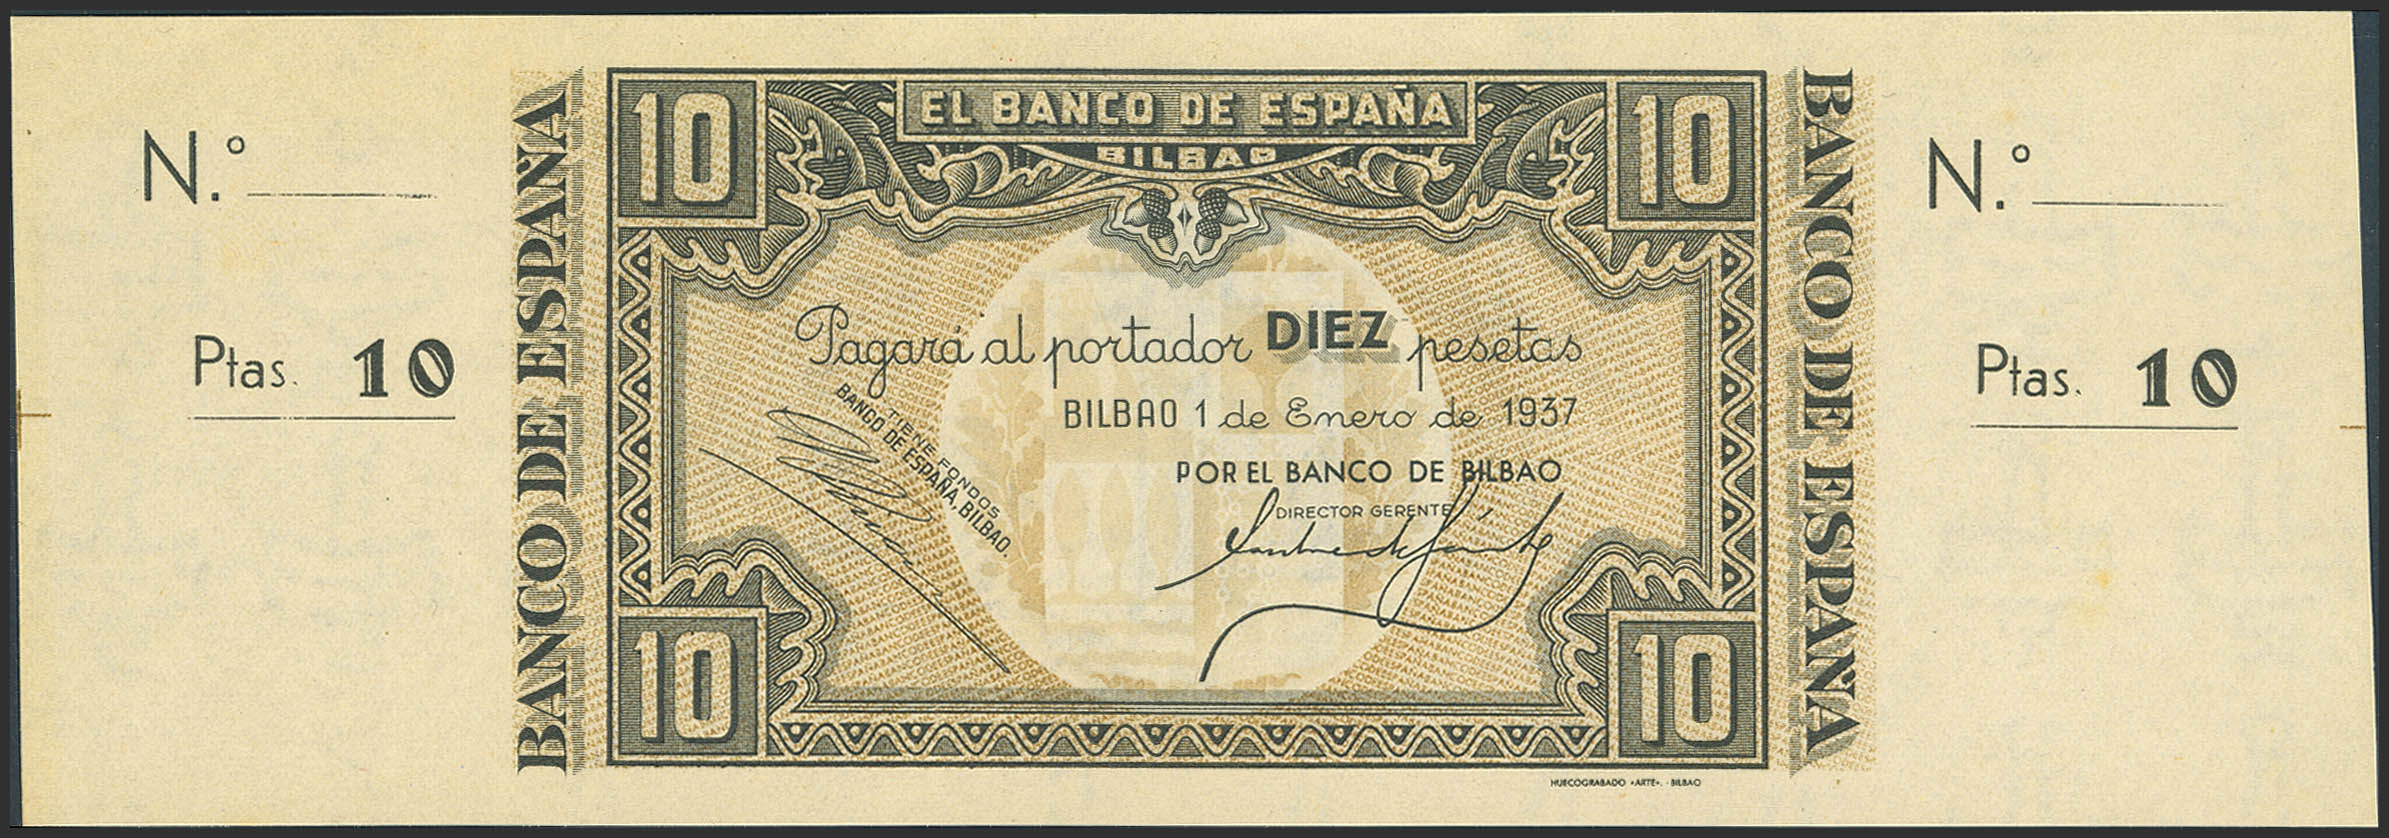 N.º
Ptas. 10
BANCO DE ESPAÑA
10
EL BANCO DE ESPAÑA
BILBAO
10
Pagará al portador DIEZ pesetas
BILBAO 1 de Enero de 1937
TIENE FONDOS
BANCO DE ESPAÑA, BILBAO.
POR EL BANCO DE BILBAO
DIRECTOR GERENTE
10
10
HUECOGRABADO «ARTE». - BILBAO
BANCO DE ESPAÑA
N.º
Ptas. 10